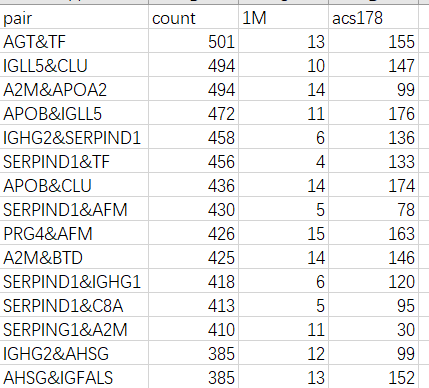 pair count 1M acs178
AGT&TF 501 13 155
IGLL5&CLU 494 10 147
A2M&APOA2 494 14 99
APOB&IGLL5 472 11 176
IGHG2&SERPIND1 458 6 136
SERPIND1&TF 456 4 133
APOB&CLU 436 14 174
SERPIND1&AFM 430 5 78
PRG4&AFM 426 15 163
A2M&BTD 425 14 146
SERPIND1&IGHG1 418 6 120
SERPIND1&C8A 413 5 95
SERPING1&A2M 410 11 30
IGHG2&AHSG 385 12 99
AHSG&IGFALS 385 13 152